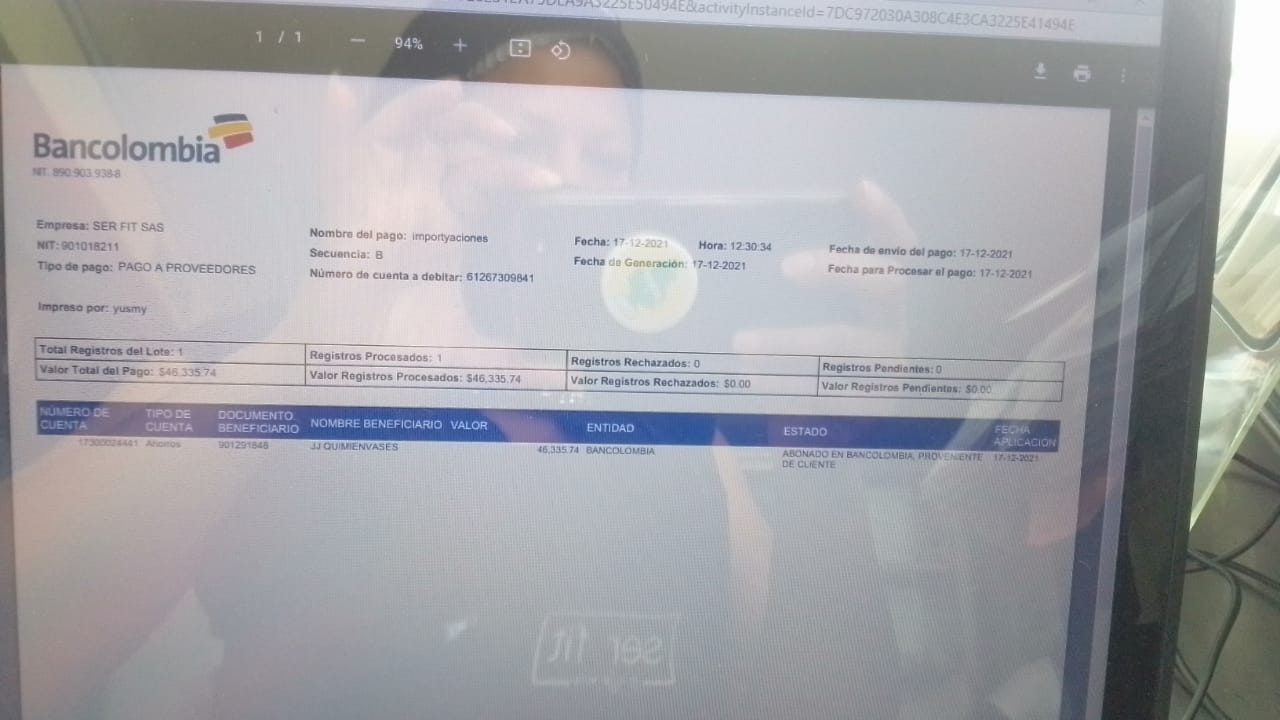 1 / 1 — 94% +
Bancolombia
NIT. 890.903.938-8
Empresa: SER FIT SAS
NIT: 901018211
Tipo de pago: PAGO A PROVEEDORES
Impreso por: yusmy
Nombre del pago: importyaciones
Secuencia: B
Número de cuenta a debitar: 61267309841
Fecha: 17-12-2021 Hora: 12:30:34
Fecha de Generación: 17-12-2021
Fecha de envío del pago: 17-12-2021
Fecha para Procesar el pago: 17-12-2021
Total Registros del Lote: 1 Registros Procesados: 1 Registros Rechazados: 0 Registros Pendientes: 0
Valor Total del Pago: $46,335.74 Valor Registros Procesados: $46,335.74 Valor Registros Rechazados: $0.00 Valor Registros Pendientes: $0.00
NÚMERO DE CUENTA TIPO DE CUENTA DOCUMENTO BENEFICIARIO NOMBRE BENEFICIARIO VALOR ENTIDAD ESTADO FECHA APLICACIÓN
17300024441 Ahorros 901291848 JJ QUIMIENVASES 46,335.74 BANCOLOMBIA ABONADO EN BANCOLOMBIA, PROVENIENTE 17-12-2021
DE CLIENTE
ser fit